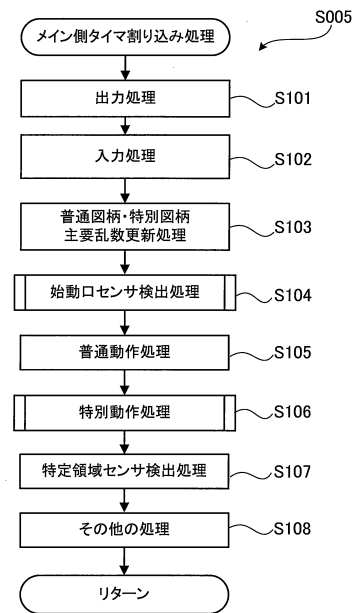 メイン側タイマ割り込み処理
S005
出力処理
S101
入力処理
S102
普通図柄・特別図柄
主要乱数更新処理
S103
始動口センサ検出処理
S104
普通動作処理
S105
特別動作処理
S106
特定領域センサ検出処理
S107
その他の処理
S108
リターン